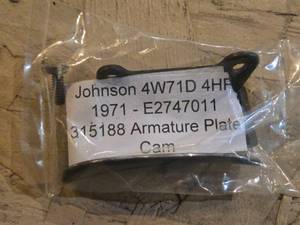 Johnson 4W71D 4HP
1971 - E2747011
315188 Armature Plate
Cam